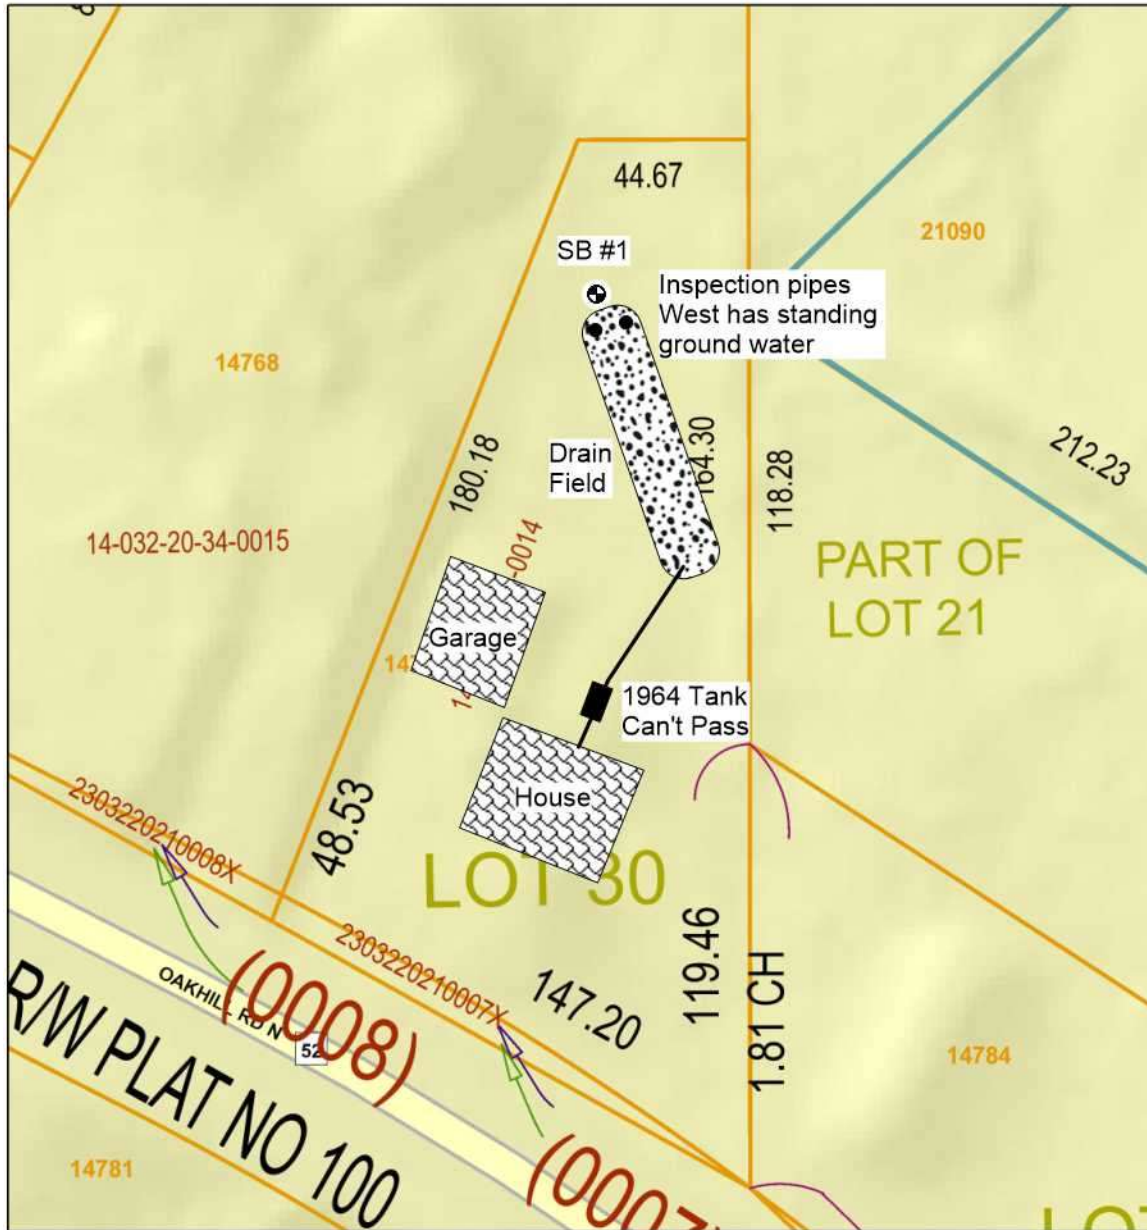 44.67
SB #1
21090
Inspection pipes
West has standing
ground water
14768
212.23
180.18
Drain
Field
164.30
118.28
14-032-20-34-0015
-0014
PART OF
LOT 21
Garage
1964 Tank
Can't Pass
House
48.53
2303220210008X
LOT 30
2303220210007X
119.46
147.20
1.81 CH
OAKHILL RD N
52
(0008)
R/W PLAT NO 100
14784
14781